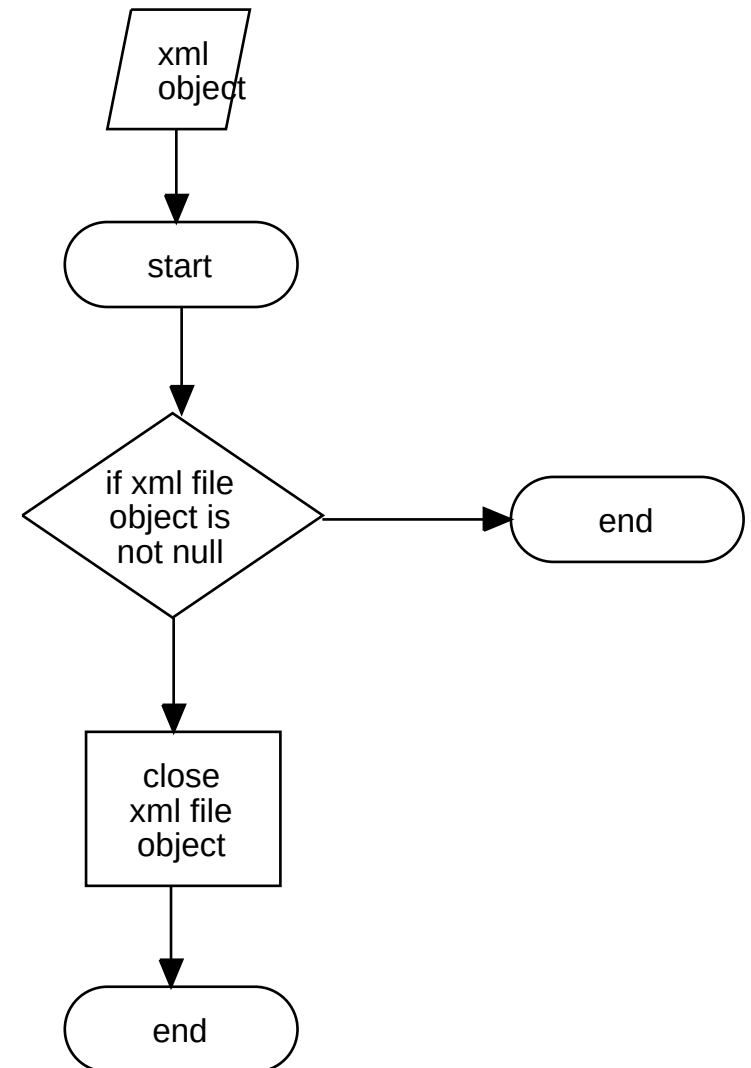 xml
object
start
if xml file
object is
not null
end
close
xml file
object
end